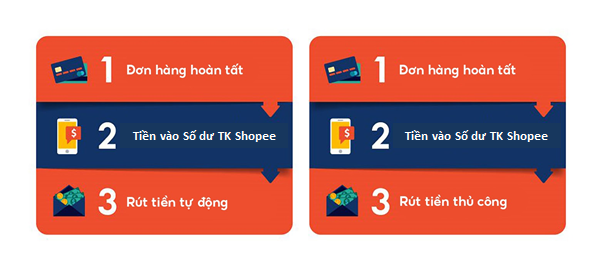 1 Đơn hàng hoàn tất
2 Tiền vào Số dư TK Shopee
$
3 Rút tiền tự động
1 Đơn hàng hoàn tất
2 Tiền vào Số dư TK Shopee
$
3 Rút tiền thủ công